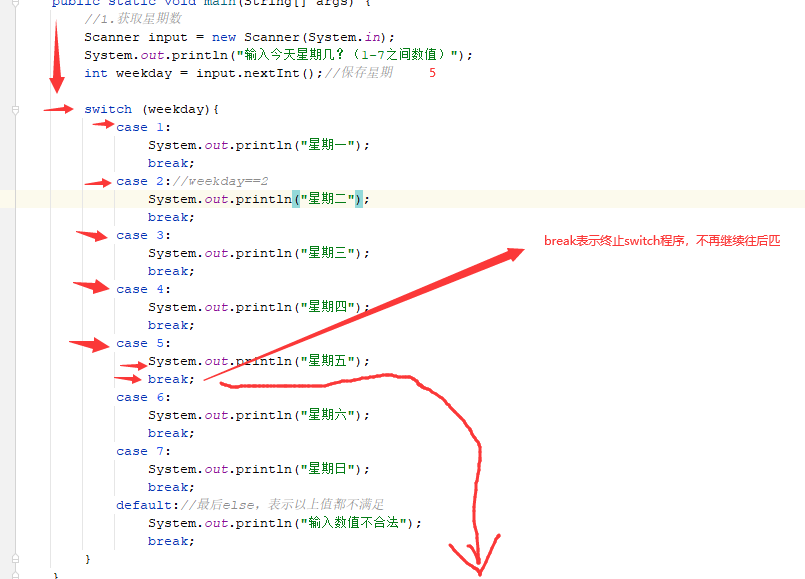 public static void main(String[] args) {
//1.获取星期数
Scanner input = new Scanner(System.in);
System.out.println("输入今天星期几?（1-7之间数值）");
int weekday = input.nextInt();//保存星期 5
switch (weekday){
case 1:
System.out.println("星期一");
break;
case 2://weekday==2
System.out.println("星期二");
break;
case 3:
break表示终止switch程序，不再继续往后匹
System.out.println("星期三");
break;
case 4:
System.out.println("星期四");
break;
case 5:
System.out.println("星期五");
break;
case 6:
System.out.println("星期六");
break;
case 7:
System.out.println("星期日");
break;
default://最后else，表示以上值都不满足
System.out.println("输入数值不合法");
break;
}
}